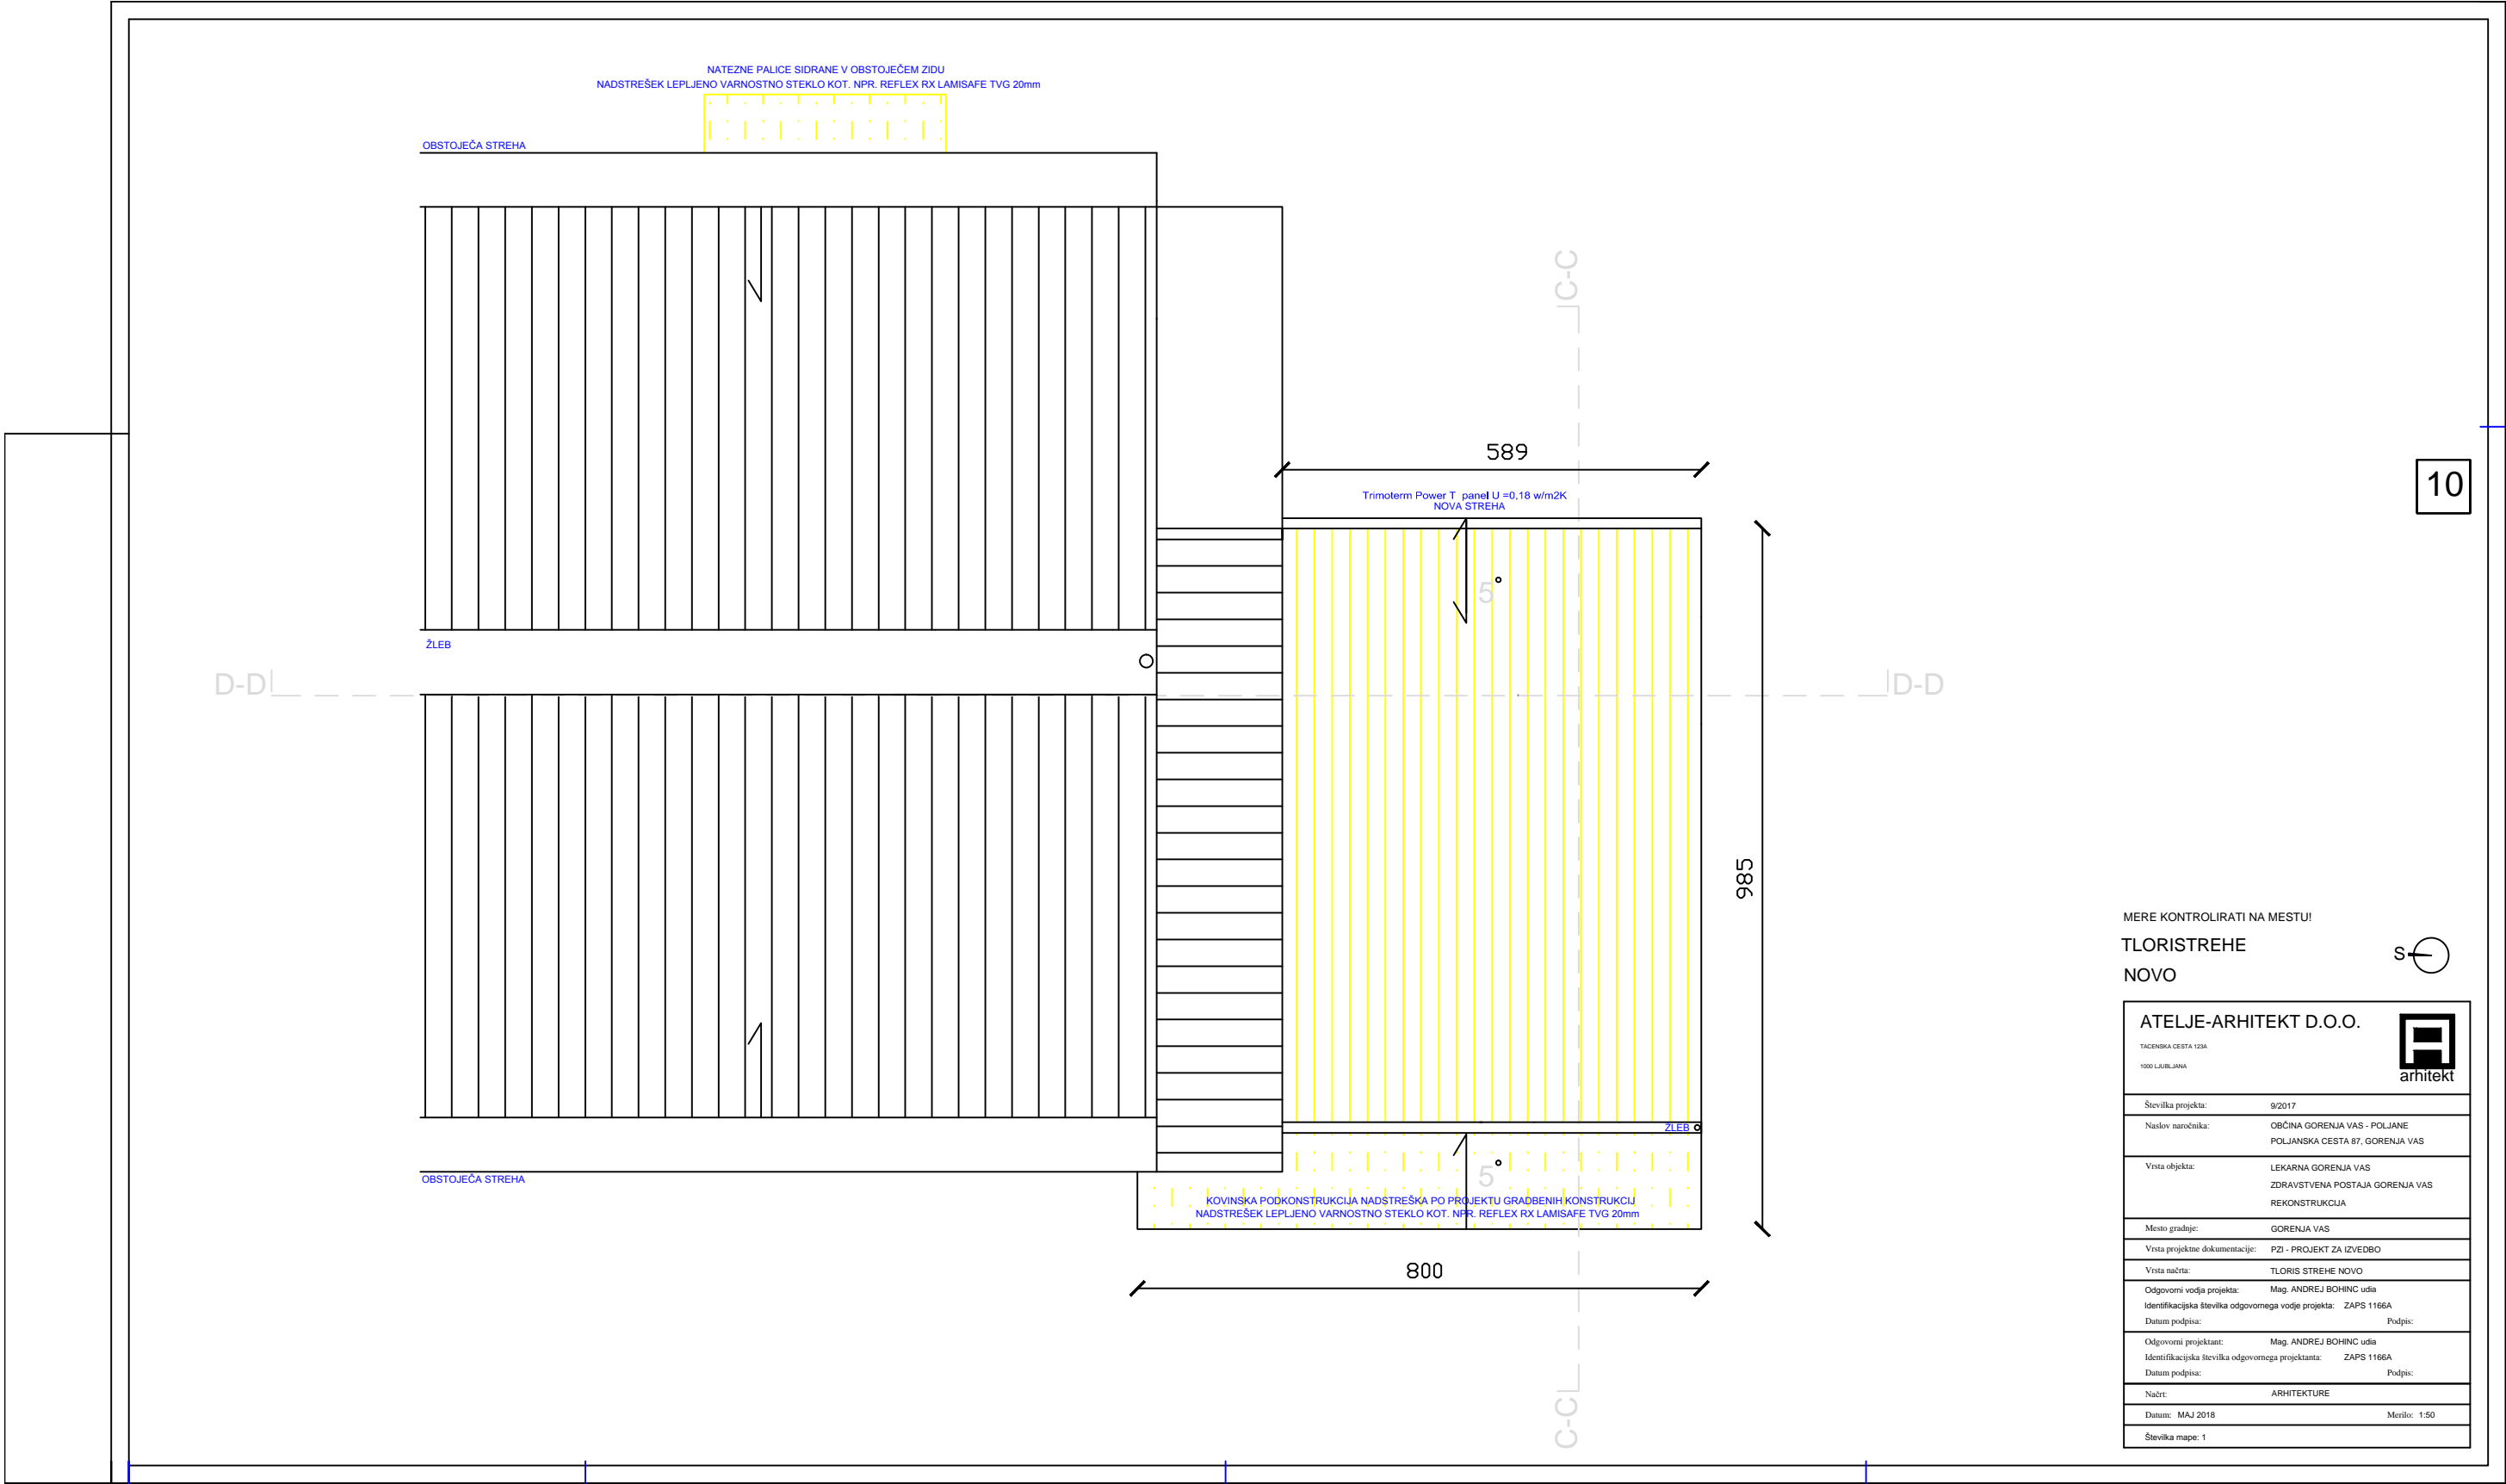 NATEZNE PALICE SIDRANE V OBSTOJEČEM ZIDU
NADSTREŠEK LEPLJENO VARNOSTNO STEKLO KOT. NPR. REFLEX RX LAMISAFE TVG 20mm
OBSTOJEČA STREHA
C-C
589
Trimoterm Power T panel U =0,18 w/m2K
NOVA STREHA
10
5°
ŽLEB
D-D
D-D
985
ŽLEB
5°
OBSTOJEČA STREHA
KOVINSKA PODKONSTRUKCIJA NADSTREŠKA PO PROJEKTU GRADBENIH KONSTRUKCIJ
NADSTREŠEK LEPLJENO VARNOSTNO STEKLO KOT. NPR. REFLEX RX LAMISAFE TVG 20mm
800
C-C
MERE KONTROLIRATI NA MESTU!
TLORISTREHE
NOVO
S
ATELJE-ARHITEKT D.O.O.
TACENSKA CESTA 123A
1000 LJUBLJANA
arhitekt
Številka projekta: 9/2017
Naslov naročnika: OBČINA GORENJA VAS - POLJANE
POLJANSKA CESTA 87, GORENJA VAS
Vrsta objekta: LEKARNA GORENJA VAS
ZDRAVSTVENA POSTAJA GORENJA VAS
REKONSTRUKCIJA
Mesto gradnje: GORENJA VAS
Vrsta projektne dokumentacije: PZI - PROJEKT ZA IZVEDBO
Vrsta načrta: TLORIS STREHE NOVO
Odgovorni vodja projekta: Mag. ANDREJ BOHINC udia
Identifikacijska številka odgovornega vodje projekta: ZAPS 1166A
Datum podpisa: Podpis:
Odgovorni projektant: Mag. ANDREJ BOHINC udia
Identifikacijska številka odgovornega projektanta: ZAPS 1166A
Datum podpisa: Podpis:
Načrt: ARHITEKTURE
Datum: MAJ 2018 Merilo: 1:50
Številka mape: 1